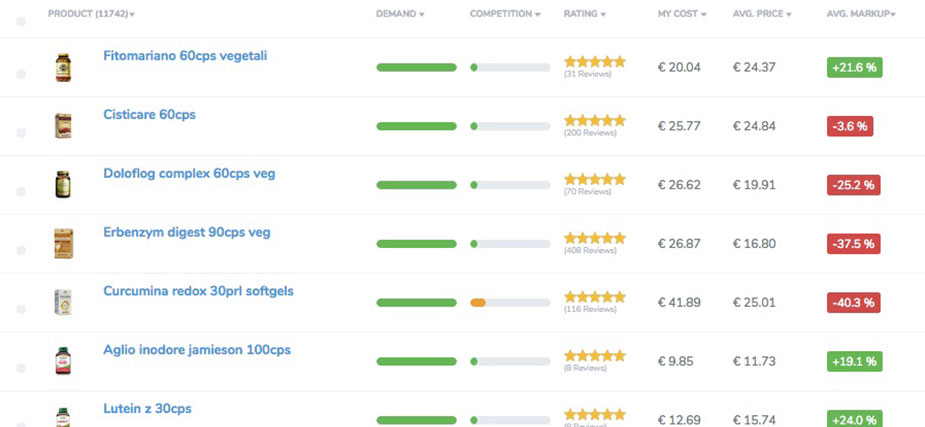 PRODUCT (11742) DEMAND COMPETITION RATING MY COST AVG. PRICE AVG. MARKUP
Fitomariano 60cps vegetali
(31 Reviews) € 20.04 € 24.37 +21.6 %
Cisticare 60cps
(200 Reviews) € 25.77 € 24.84 -3.6 %
Doloflog complex 60cps veg
(70 Reviews) € 26.62 € 19.91 -25.2 %
Erbenzym digest 90cps veg
(408 Reviews) € 26.87 € 16.80 -37.5 %
Curcumina redox 30prl softgels
(116 Reviews) € 41.89 € 25.01 -40.3 %
Aglio inodore jamieson 100cps
(8 Reviews) € 9.85 € 11.73 +19.1 %
Lutein z 30cps
€ 12.69 € 15.74 +24.0 %